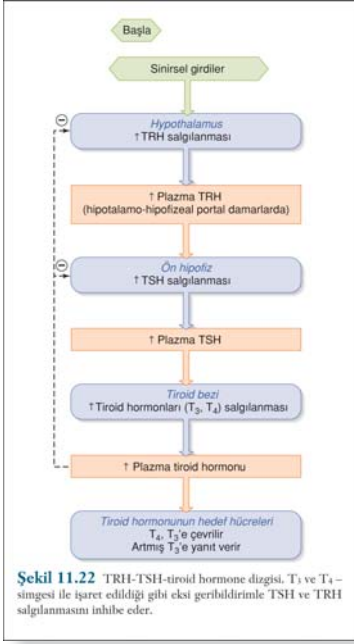 Başla
Sinirsel girdiler
⊖
Hypothalamus
↑TRH salgılanması
↑ Plazma TRH
(hipotalamo-hipofizeal portal damarlarda)
⊖
Ön hipofiz
↑TSH salgılanması
↑ Plazma TSH
Tiroid bezi
↑Tiroid hormonları (T₃, T₄) salgılanması
↑ Plazma tiroid hormonu
Tiroid hormonunun hedef hücreleri
T₄, T₃'e çevrilir
Artmış T₃'e yanıt verir
Şekil 11.22 TRH-TSH-tiroid hormone dizgisi. T₃ ve T₄ –
simgesi ile işaret edildiği gibi eksi geribildirimle TSH ve TRH
salgılanmasını inhibe eder.